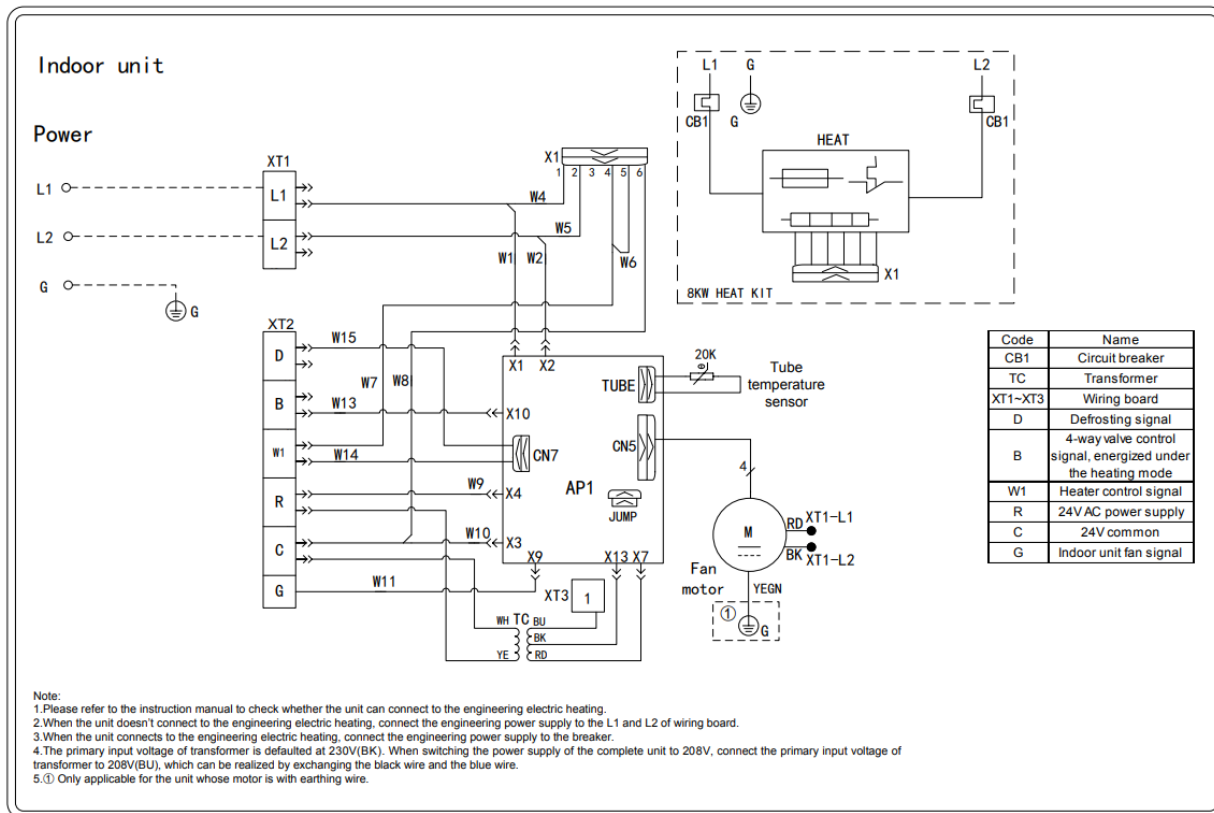 Indoor unit
Power
L1
L2
G
G
XT1
L1
L2
W4
W5
W1
W2
X1
1 2 3 4 5 6
W6
L1 G L2
CB1
G
CB1
HEAT
X1
8KW HEAT KIT
XT2
D
B
W1
R
C
G
W15
W7
W8
W13
W14
W9
W10
W11
X1 X2
X10
CN7
X4
X3
X9
X13 X7
AP1
TUBE
CN5
JUMP
20K
θ
Tube
temperature
sensor
4
M
RD XT1-L1
BK XT1-L2
Fan
motor
YEGN
①
G
XT3
1
WH TC BU
BK
YE RD
Code Name
CB1 Circuit breaker
TC Transformer
XT1~XT3 Wiring board
D Defrosting signal
B 4-way valve control
signal, energized under
the heating mode
W1 Heater control signal
R 24V AC power supply
C 24V common
G Indoor unit fan signal
Note:
1.Please refer to the instruction manual to check whether the unit can connect to the engineering electric heating.
2.When the unit doesn't connect to the engineering electric heating, connect the engineering power supply to the L1 and L2 of wiring board.
3.When the unit connects to the engineering electric heating, connect the engineering power supply to the breaker.
4.The primary input voltage of transformer is defaulted at 230V(BK). When switching the power supply of the complete unit to 208V, connect the primary input voltage of
transformer to 208V(BU), which can be realized by exchanging the black wire and the blue wire.
5.① Only applicable for the unit whose motor is with earthing wire.